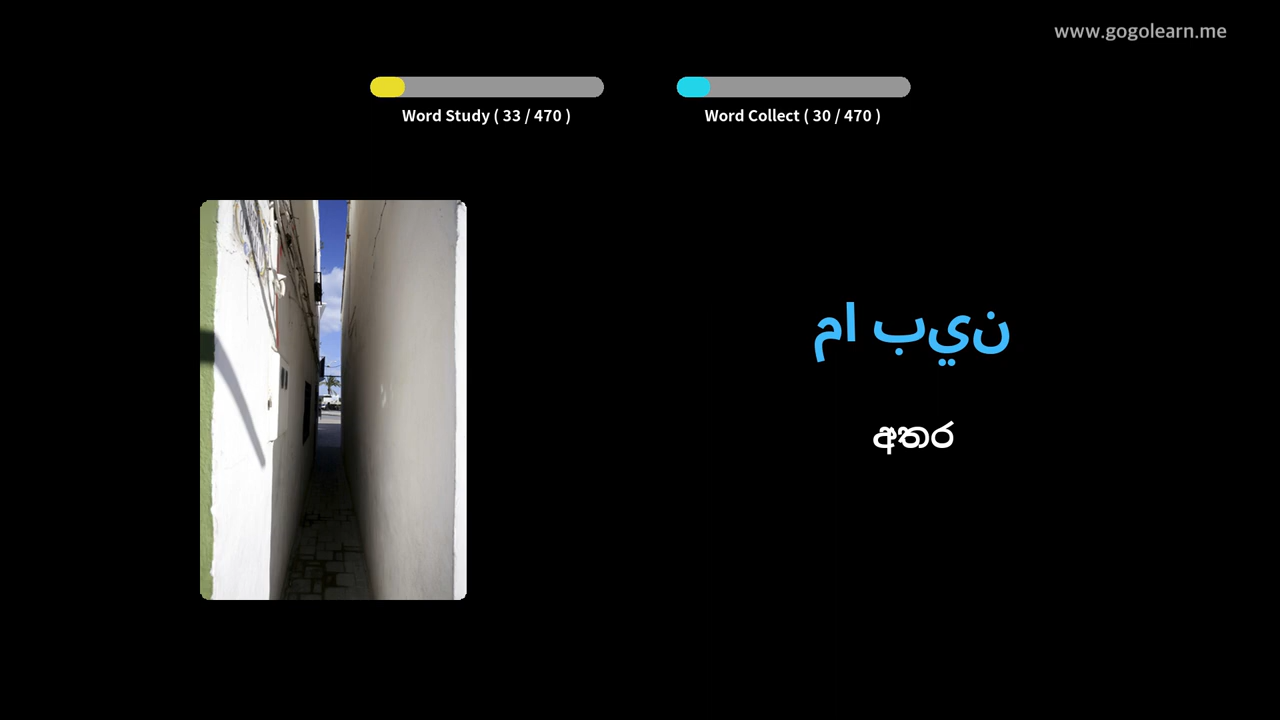 www.gogolearn.me
Word Study ( 33 / 470 )
Word Collect ( 30 / 470 )
ما بين
අතර